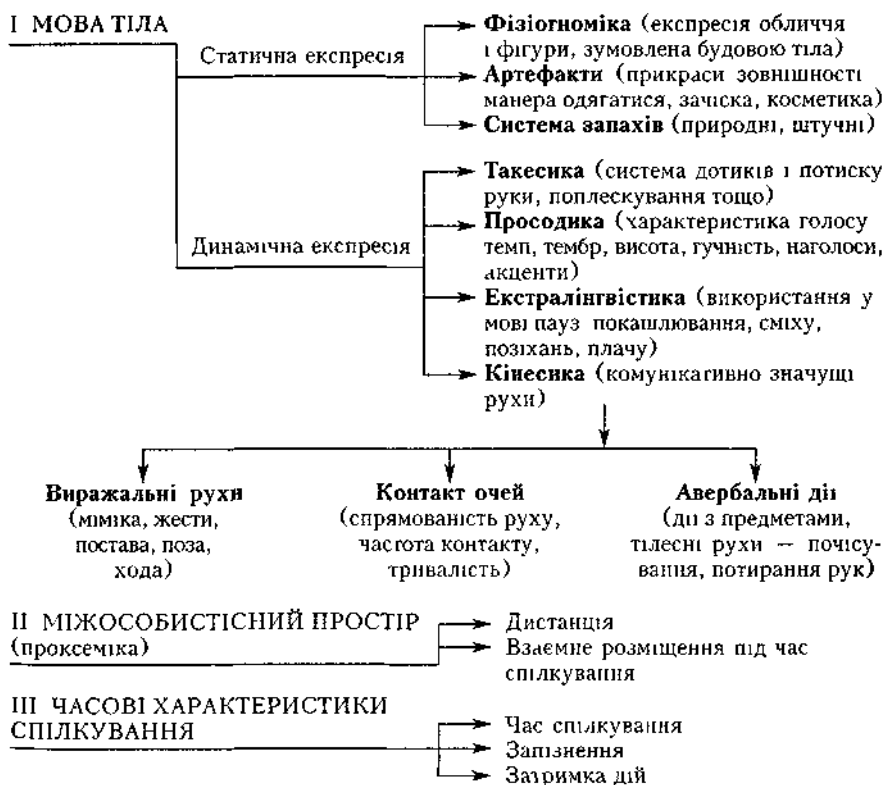 І МОВА ТІЛА
Статична експресія
Фізіогноміка (експресія обличчя
і фігури, зумовлена будовою тіла)
Артефакти (прикраси зовнішності
манера одягатися, зачіска, косметика)
Система запахів (природні, штучні)
Динамічна експресія
Такесика (система дотиків і потиску
руки, поплескування тощо)
Просодика (характеристика голосу
темп, тембр, висота, гучність, наголоси,
акценти)
Екстралінгвістика (використання у
мові пауз покашлювання, сміху,
позіхань, плачу)
Кінесика (комунікативно значущі
рухи)
Виражальні рухи
(міміка, жести,
постава, поза,
хода)
Контакт очей
(спрямованість руху,
частота контакту,
тривалість)
Авербальні дії
(дії з предметами,
тілесні рухи — почісу-
вання, потирання рук)
ІІ МІЖОСОБИСТІСНИЙ ПРОСТІР
(проксеміка)
Дистанція
Взаємне розміщення під час
спілкування
ІІІ ЧАСОВІ ХАРАКТЕРИСТИКИ
СПІЛКУВАННЯ
Час спілкування
Запізнення
Затримка дій